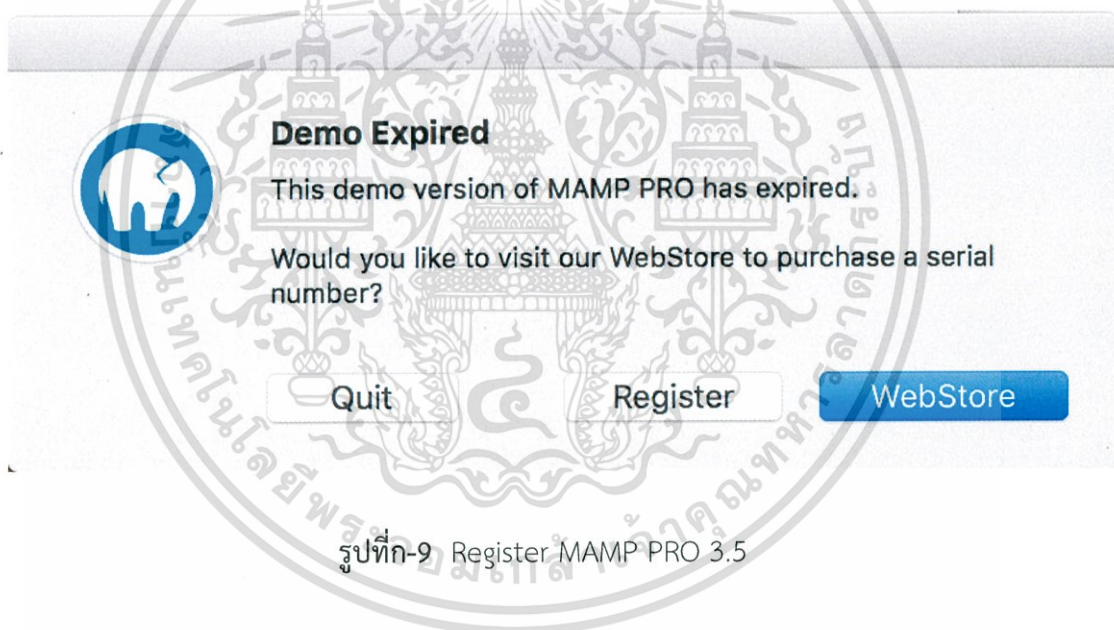 Demo Expired
This demo version of MAMP PRO has expired.
Would you like to visit our WebStore to purchase a serial
number?
Quit
Register
WebStore
รูปที่ก-9 Register MAMP PRO 3.5